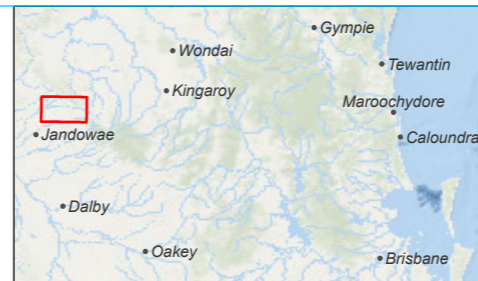 Gympie
Wondai
Tewantin
Kingaroy
Maroochydore
Jandowae
Caloundra
Dalby
Oakey
Brisbane